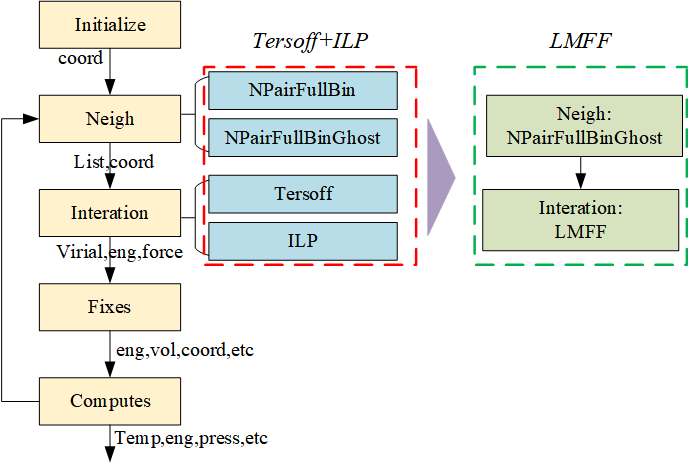 Initialize
coord
Neigh
List,coord
Interation
Virial,eng,force
Fixes
eng,vol,coord,etc
Computes
Temp,eng,press,etc
Tersoff+ILP
NPairFullBin
NPairFullBinGhost
Tersoff
ILP
LMFF
Neigh:
NPairFullBinGhost
Interation:
LMFF